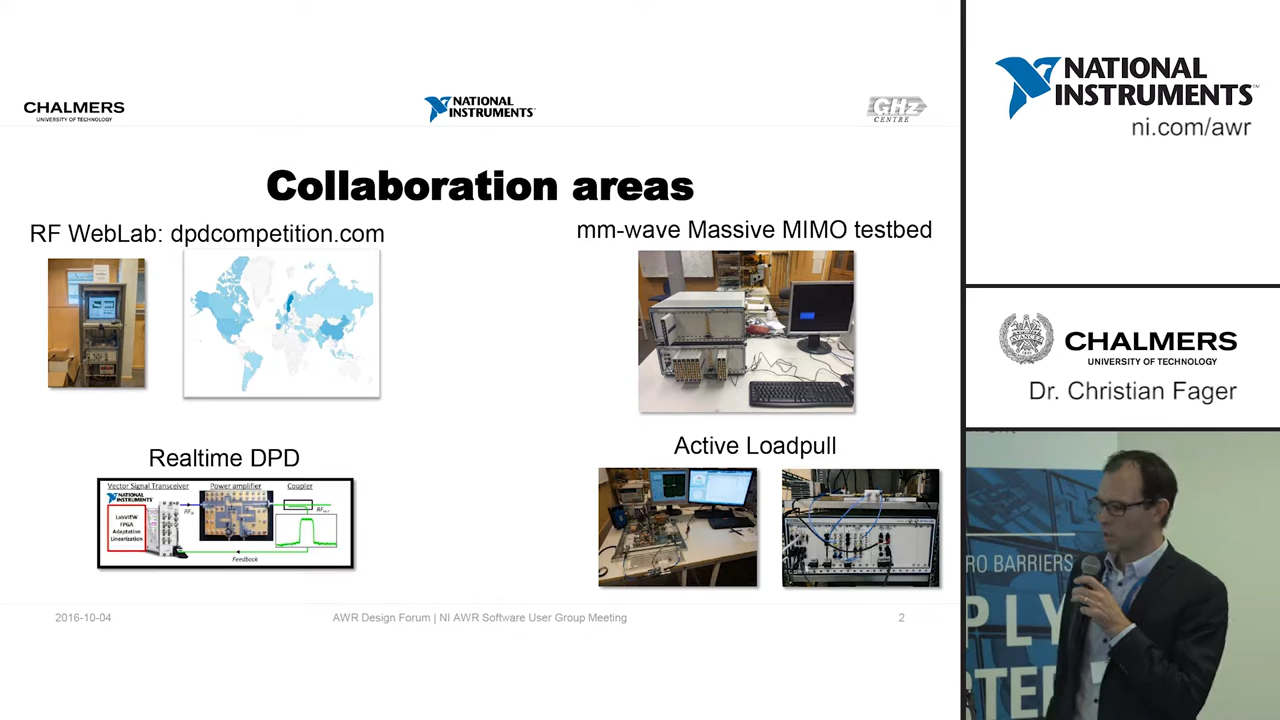 CHALMERS
UNIVERSITY OF TECHNOLOGY
NATIONAL
INSTRUMENTS
GHz
CENTRE
Collaboration areas
RF WebLab: dpdcompetition.com
mm-wave Massive MIMO testbed
Realtime DPD
Vector Signal Transceiver
Power amplifier
Coupler
NATIONAL
INSTRUMENTS
LabVIEW
FPGA
Adaptation
Linearization
Feedback
Active Loadpull
2016-10-04
AWR Design Forum | NI AWR Software User Group Meeting
2
NATIONAL
INSTRUMENTS
ni.com/awr
CHALMERS
UNIVERSITY OF TECHNOLOGY
Dr. Christian Fager
RO BARRIERS
PLY